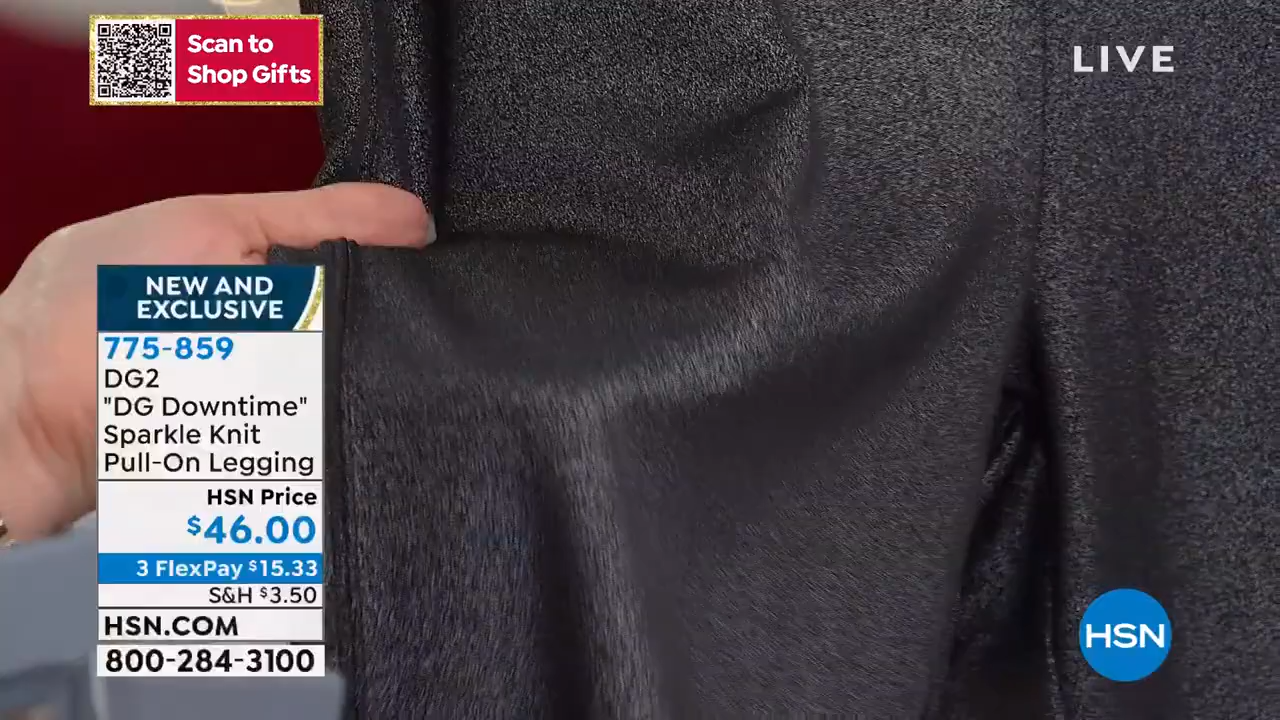 Scan to
Shop Gifts
LIVE
NEW AND
EXCLUSIVE
775-859
DG2
"DG Downtime"
Sparkle Knit
Pull-On Legging
HSN Price
$46.00
3 FlexPay $15.33
S&H $3.50
HSN.COM
800-284-3100
HSN